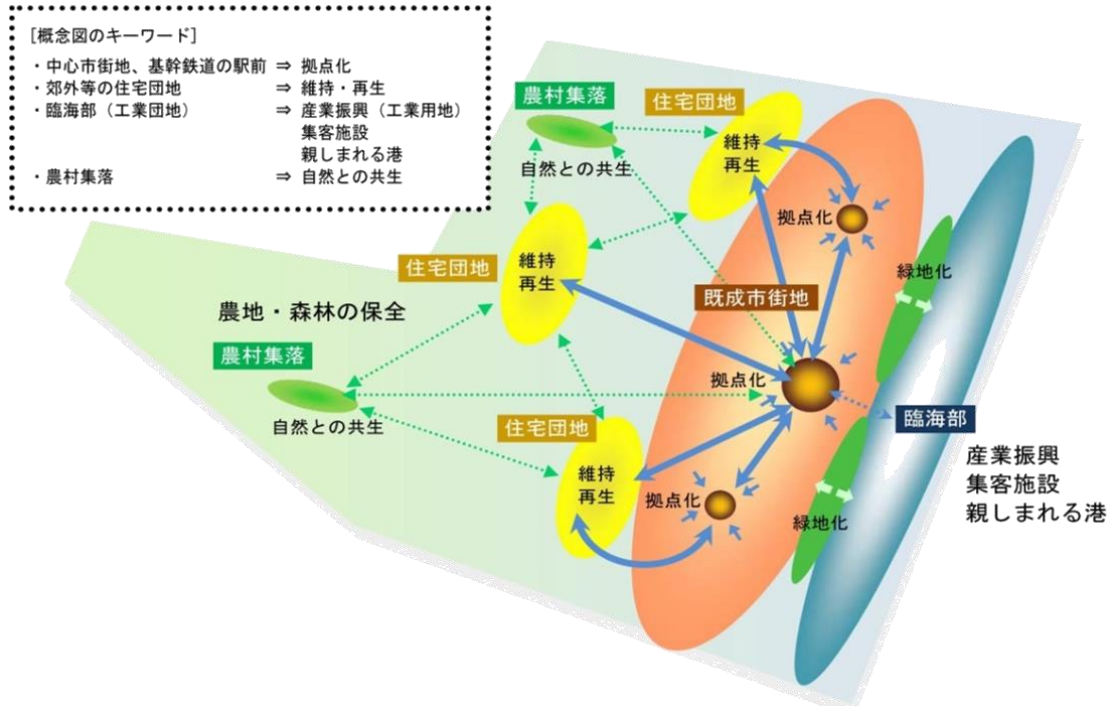 [概念図のキーワード]
・中心市街地、基幹鉄道の駅前 ⇒ 拠点化
・郊外等の住宅団地 ⇒ 維持・再生
・臨海部（工業団地） ⇒ 産業振興（工業用地）
集客施設
親しまれる港
・農村集落 ⇒ 自然との共生
農村集落
自然との共生
住宅団地
維持
再生
拠点化
住宅団地
維持
再生
緑地化
既成市街地
農地・森林の保全
農村集落
自然との共生
拠点化
住宅団地
維持
再生
拠点化
臨海部
産業振興
集客施設
親しまれる港
緑地化